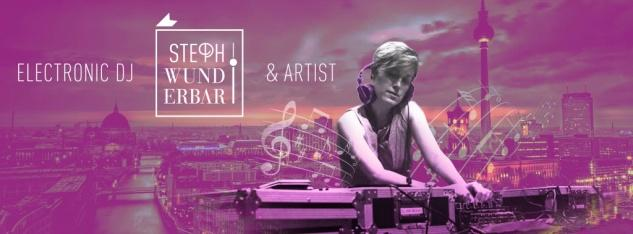 ELECTRONIC DJ
STEPH
WUND
ERBAR!
& ARTIST